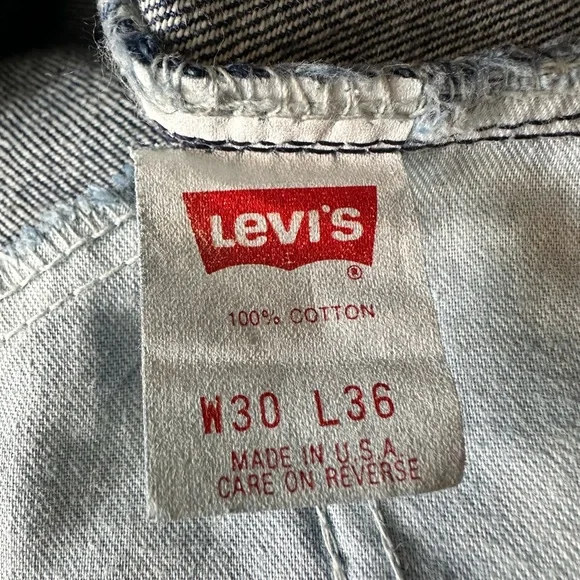 Levi's
®
100% COTTON
W30 L36
MADE IN U.S.A.
CARE ON REVERSE